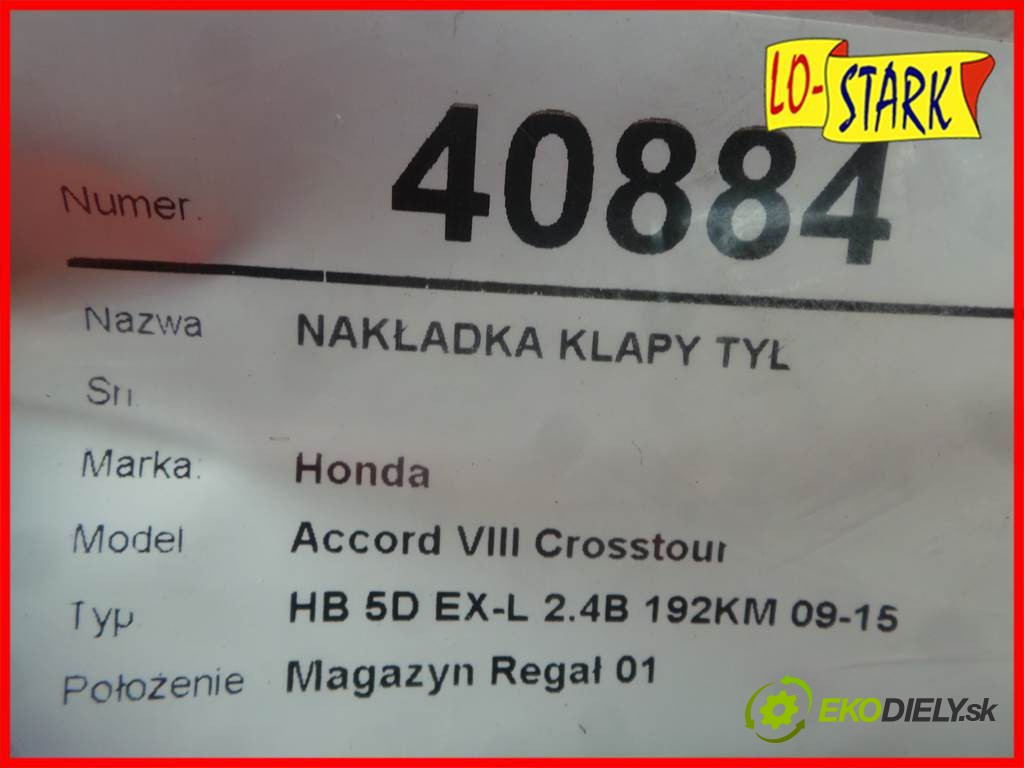 LO-STARK
Numer. 40884
Nazwa NAKŁADKA KLAPY TYŁ
Sn.
Marka: Honda
Model Accord VIII Crosstour
Typ HB 5D EX-L 2.4B 192KM 09-15
Położenie Magazyn Regał 01
EKODIELY.sk